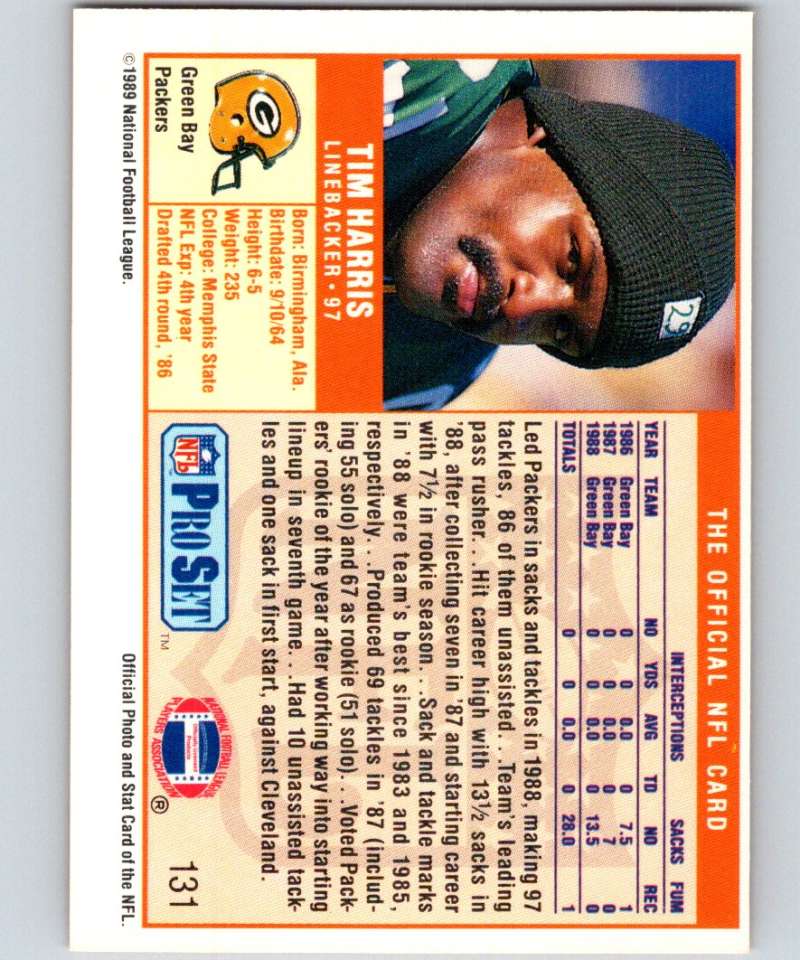 THE OFFICIAL NFL CARD
29
TIM HARRIS
LINEBACKER • 97
G
Green Bay
Packers
Born: Birmingham, Ala.
Birthdate: 9/10/64
Height: 6-5
Weight: 235
College: Memphis State
NFL Exp: 4th year
Drafted 4th round, '86
INTERCEPTIONS SACKS FUM
YEAR TEAM NO YDS AVG TD NO REC
1986 Green Bay 0 0 0.0 0 7.5 1
1987 Green Bay 0 0 0.0 0 7 0
1988 Green Bay 0 0 0.0 0 13.5 0
TOTALS 0 0 0.0 0 28.0 1
Led Packers in sacks and tackles in 1988, making 97
tackles, 86 of them unassisted...Team's leading
pass rusher...Hit career high with 13½ sacks in
'88, after collecting seven in '87 and starting career
with 7½ in rookie season...Sack and tackle marks
in '88 were team's best since 1983 and 1985,
respectively...Produced 69 tackles in '87 (includ-
ing 55 solo) and 67 as rookie (51 solo)...Voted Pack-
ers' rookie of the year after working way into starting
lineup in seventh game...Had 10 unassisted tack-
les and one sack in first start, against Cleveland.
NFL PRO SET ™
NATIONAL FOOTBALL LEAGUE
PLAYERS ASSOCIATION ®
131
© 1989 National Football League.
Official Photo and Stat Card of the NFL.